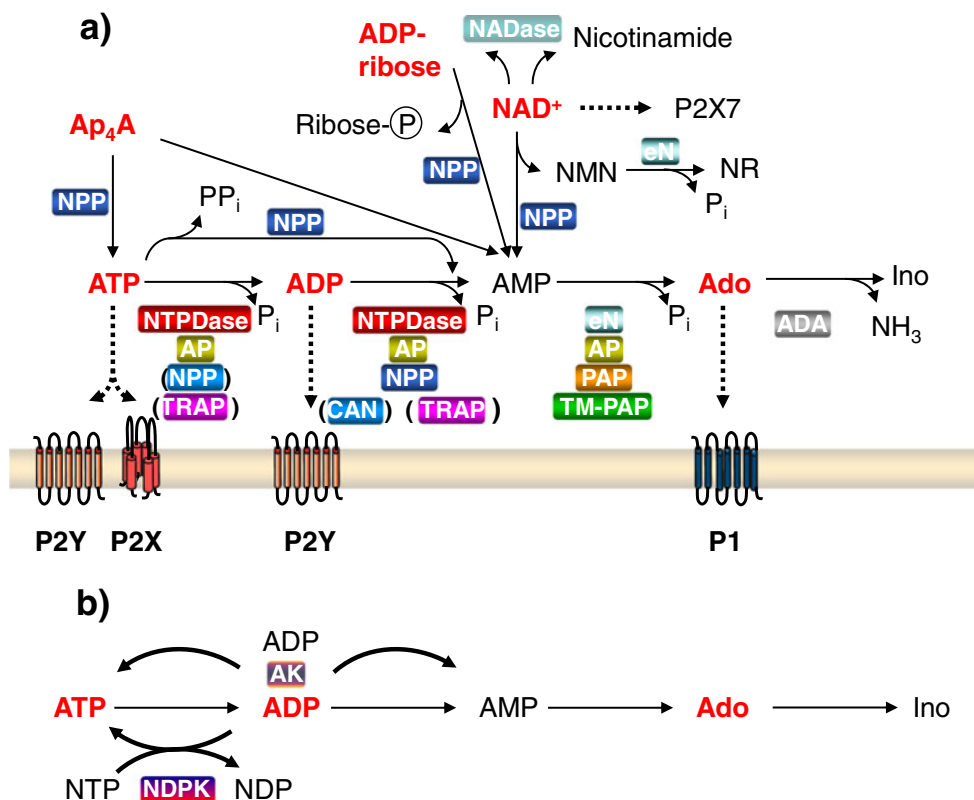 a)
ADP-
ribose
NADase
Nicotinamide
NAD+
P2X7
Ap4A
Ribose-P
NPP
eN
NMN
NR
Pi
NPP
PPi
NPP
NPP
ATP
ADP
AMP
Ado
Ino
Pi
Pi
Pi
NH3
NTPDase
AP
(NPP)
(TRAP)
NTPDase
AP
NPP
(CAN)
(TRAP)
eN
AP
PAP
TM-PAP
ADA
P2Y
P2X
P2Y
P1
b)
ADP
AK
ATP
ADP
AMP
Ado
Ino
NTP
NDPK
NDP